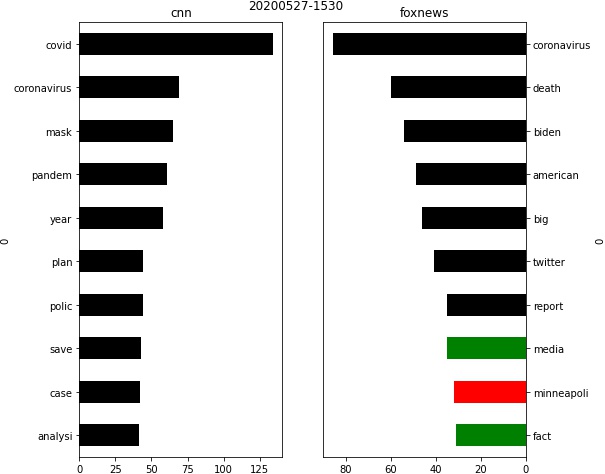 20200527-1530
cnn
foxnews
covid
coronavirus
mask
pandem
year
plan
polic
save
case
analysi
0
0 25 50 75 100 125
coronavirus
death
biden
american
big
twitter
report
media
minneapoli
fact
0
80 60 40 20 0